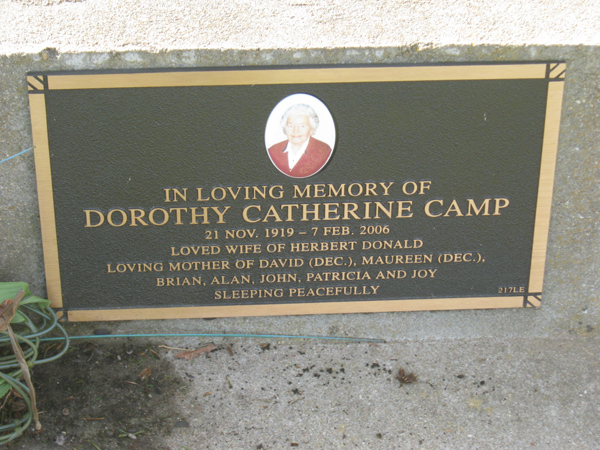 IN LOVING MEMORY OF
DOROTHY CATHERINE CAMP
21 NOV. 1919 – 7 FEB. 2006
LOVED WIFE OF HERBERT DONALD
LOVING MOTHER OF DAVID (DEC.), MAUREEN (DEC.),
BRIAN, ALAN, JOHN, PATRICIA AND JOY
SLEEPING PEACEFULLY
217LE